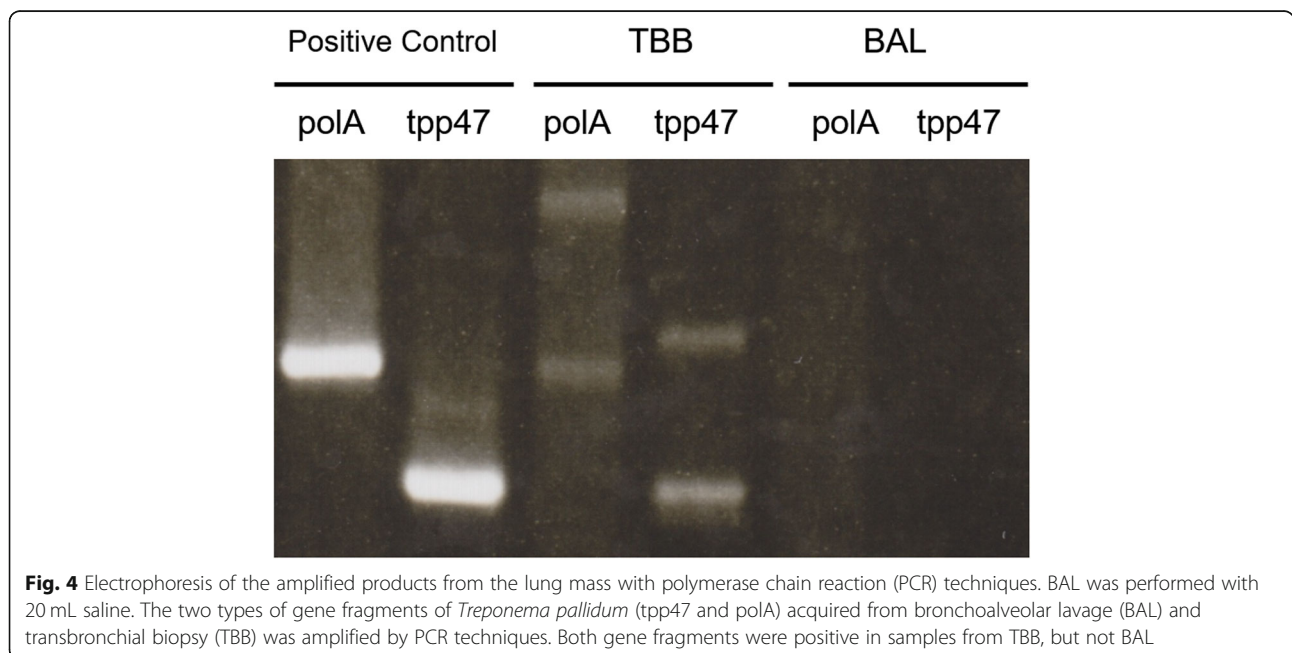 Positive Control TBB BAL
polA tpp47 polA tpp47 polA tpp47
Fig. 4 Electrophoresis of the amplified products from the lung mass with polymerase chain reaction (PCR) techniques. BAL was performed with
20 mL saline. The two types of gene fragments of Treponema pallidum (tpp47 and polA) acquired from bronchoalveolar lavage (BAL) and
transbronchial biopsy (TBB) was amplified by PCR techniques. Both gene fragments were positive in samples from TBB, but not BAL